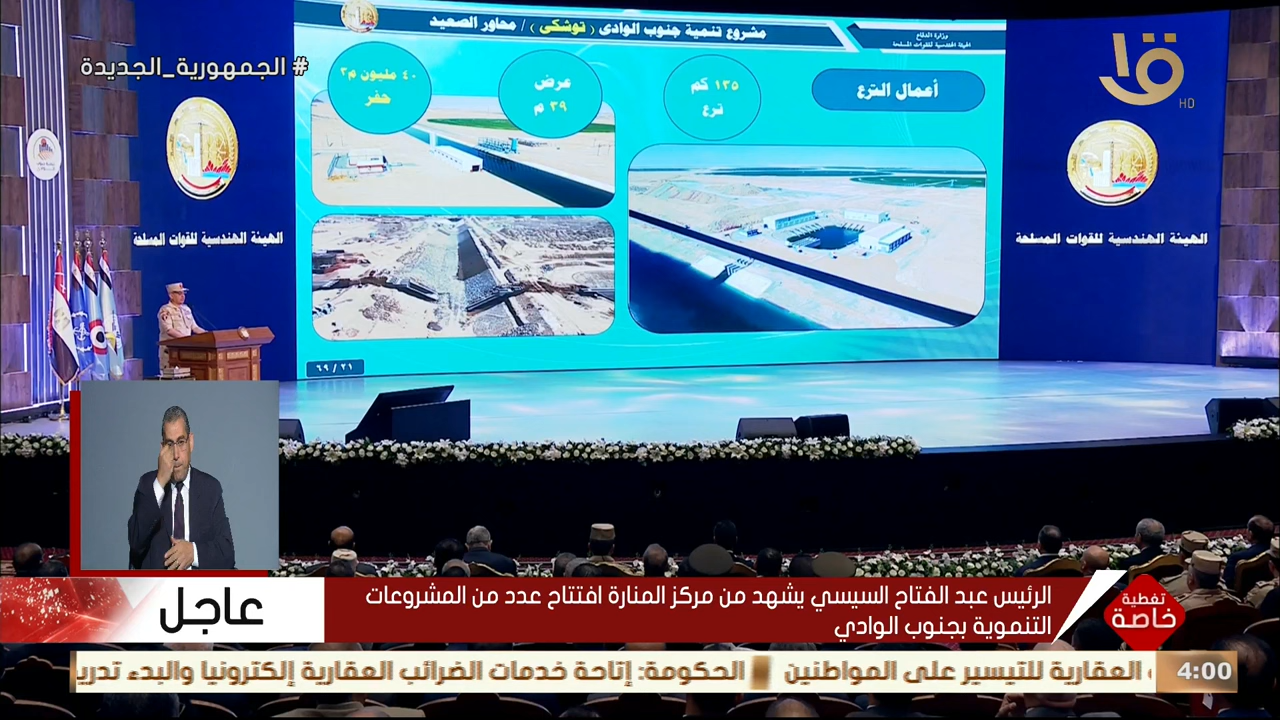 # الجمهورية_الجديدة
مشروع تنمية جنوب الوادى ( توشكى ) / محاور الصعيد
وزارة الدفاع
الهيئة الهندسية للقوات المسلحة
HD
أعمال الترع
١٣٥ كم
ترع
عرض
٣٩ م
٤٠ مليون م٣
حفر
٦٩ / ٣١
الهيئة الهندسية للقوات المسلحة
الهيئة الهندسية للقوات المسلحة
تغطية
خاصة
عاجل
الرئيس عبد الفتاح السيسي يشهد من مركز المنارة افتتاح عدد من المشروعات
التنموية بجنوب الوادي
4:00
العقارية للتيسير على المواطنين
الحكومة: إتاحة خدمات الضرائب العقارية إلكترونيا والبدء تدري